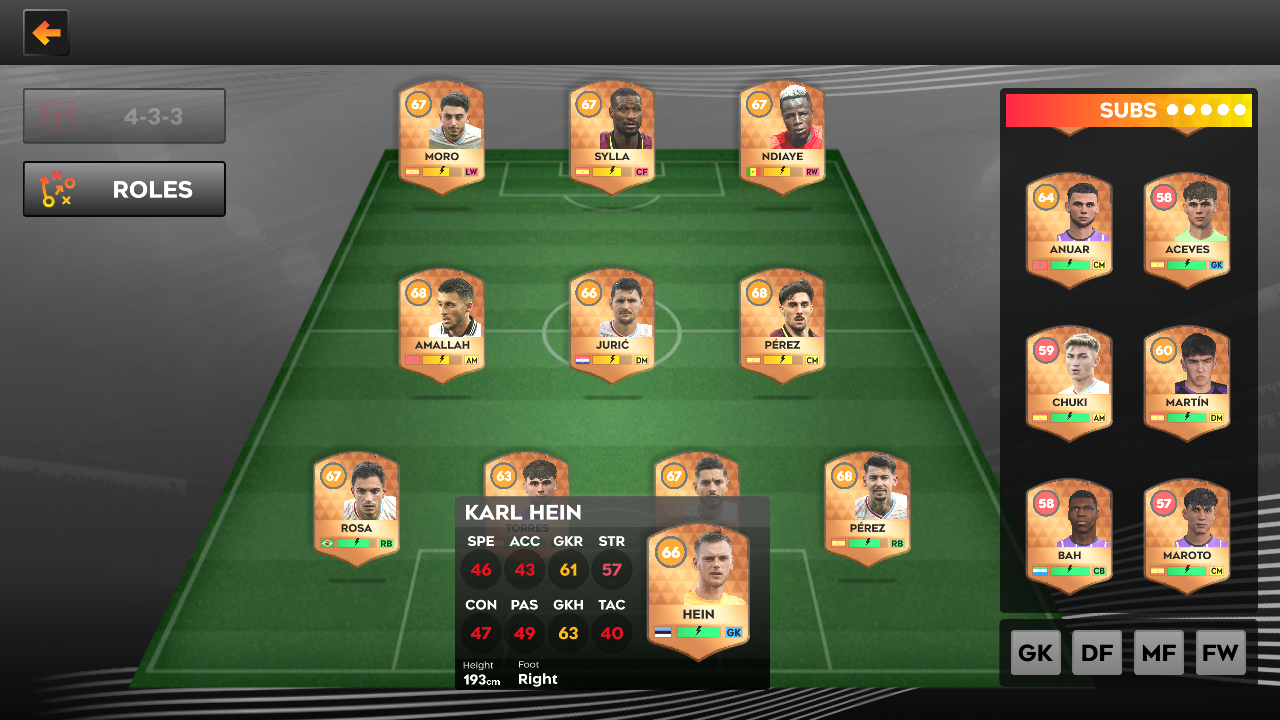 4-3-3
ROLES
67
MORO
LW
67
SYLLA
CF
67
NDIAYE
RW
68
AMALLAH
AM
66
JURIĆ
DM
68
PÉREZ
CM
67
ROSA
RB
63
TORRES
67
68
PÉREZ
RB
KARL HEIN
SPE ACC GKR STR
46 43 61 57
CON PAS GKH TAC
47 49 63 40
Height Foot
193cm Right
66
HEIN
GK
SUBS
64
ANUAR
CM
58
ACEVES
GK
59
CHUKI
AM
60
MARTÍN
DM
58
BAH
CB
57
MAROTO
CM
GK DF MF FW